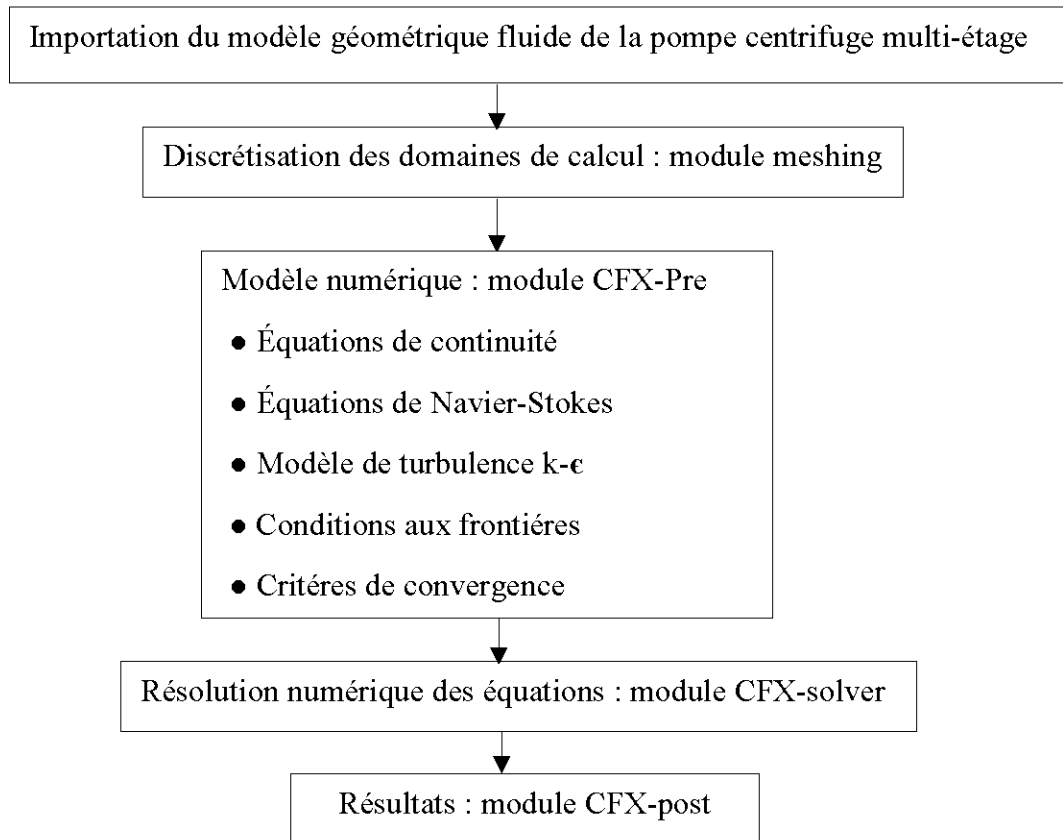 Importation du modèle géométrique fluide de la pompe centrifuge multi-étage
Discrétisation des domaines de calcul : module meshing
Modèle numérique : module CFX-Pre
● Équations de continuité
● Équations de Navier-Stokes
● Modèle de turbulence k-є
● Conditions aux frontiéres
● Critéres de convergence
Résolution numérique des équations : module CFX-solver
Résultats : module CFX-post